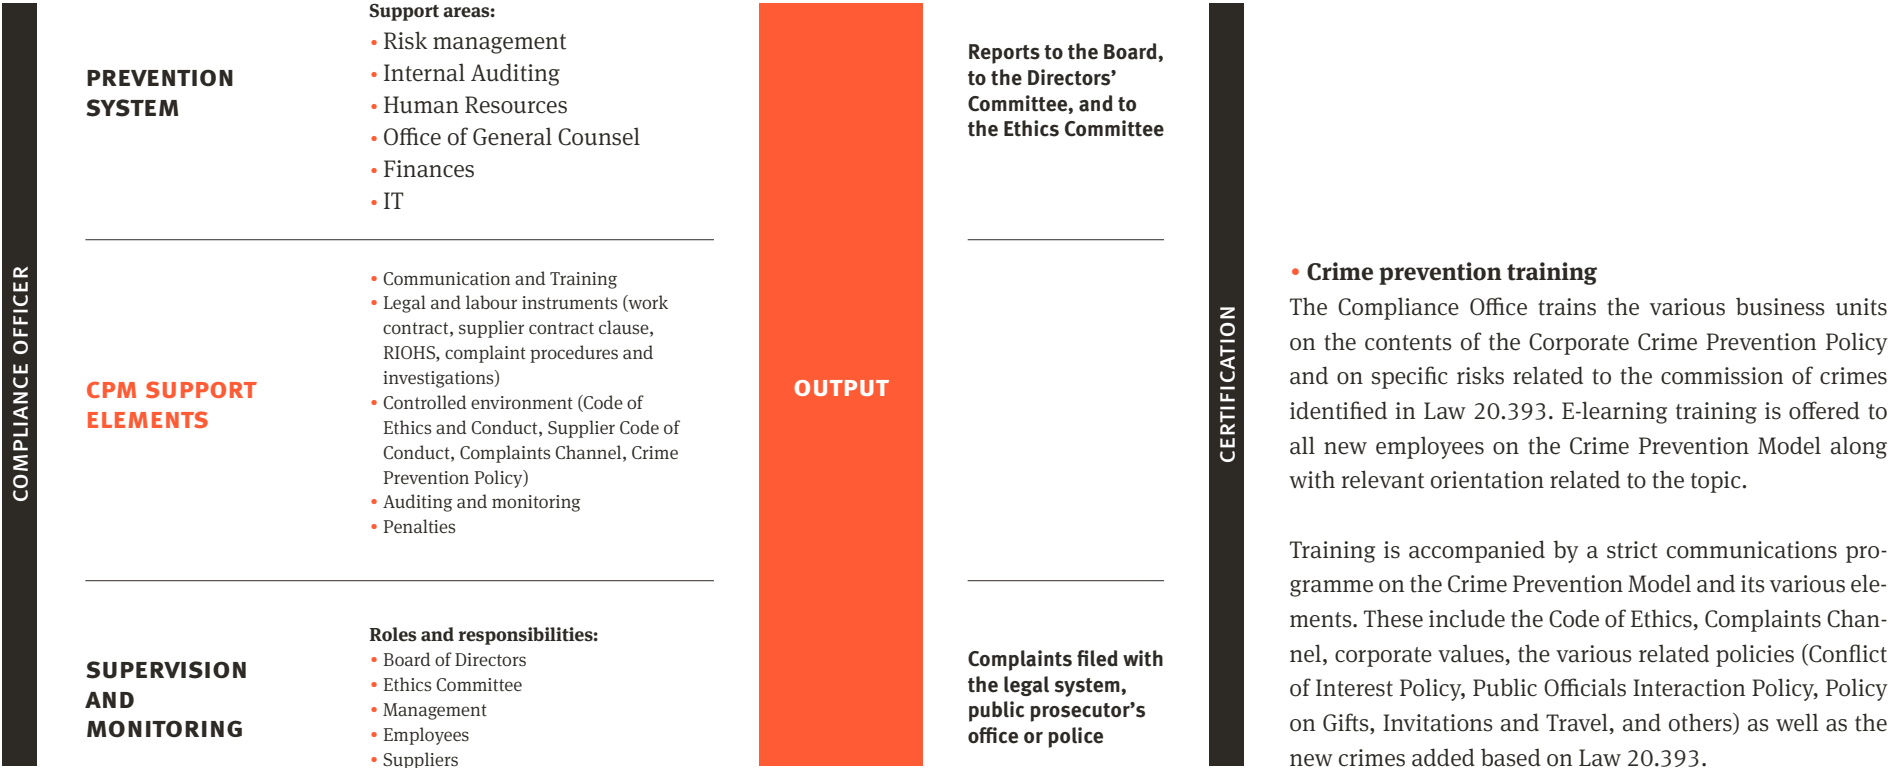 COMPLIANCE OFFICER
PREVENTION
SYSTEM
Support areas:
• Risk management
• Internal Auditing
• Human Resources
• Office of General Counsel
• Finances
• IT
CPM SUPPORT
ELEMENTS
• Communication and Training
• Legal and labour instruments (work
contract, supplier contract clause,
RIOHS, complaint procedures and
investigations)
• Controlled environment (Code of
Ethics and Conduct, Supplier Code of
Conduct, Complaints Channel, Crime
Prevention Policy)
• Auditing and monitoring
• Penalties
SUPERVISION
AND
MONITORING
Roles and responsibilities:
• Board of Directors
• Ethics Committee
• Management
• Employees
• Suppliers
OUTPUT
Reports to the Board,
to the Directors’
Committee, and to
the Ethics Committee
Complaints filed with
the legal system,
public prosecutor’s
office or police
CERTIFICATION
• Crime prevention training
The Compliance Office trains the various business units
on the contents of the Corporate Crime Prevention Policy
and on specific risks related to the commission of crimes
identified in Law 20.393. E-learning training is offered to
all new employees on the Crime Prevention Model along
with relevant orientation related to the topic.
Training is accompanied by a strict communications pro-
gramme on the Crime Prevention Model and its various ele-
ments. These include the Code of Ethics, Complaints Chan-
nel, corporate values, the various related policies (Conflict
of Interest Policy, Public Officials Interaction Policy, Policy
on Gifts, Invitations and Travel, and others) as well as the
new crimes added based on Law 20.393.